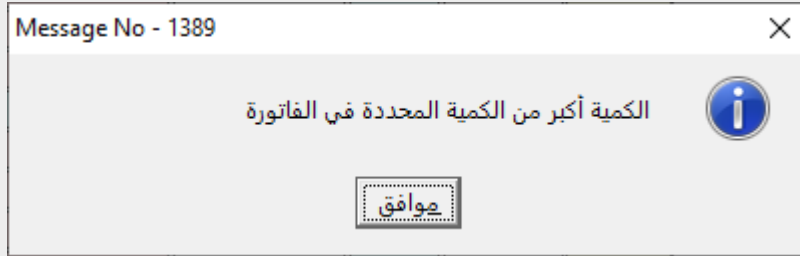 Message No - 1389
الكمية أكبر من الكمية المحددة في الفاتورة
موافق